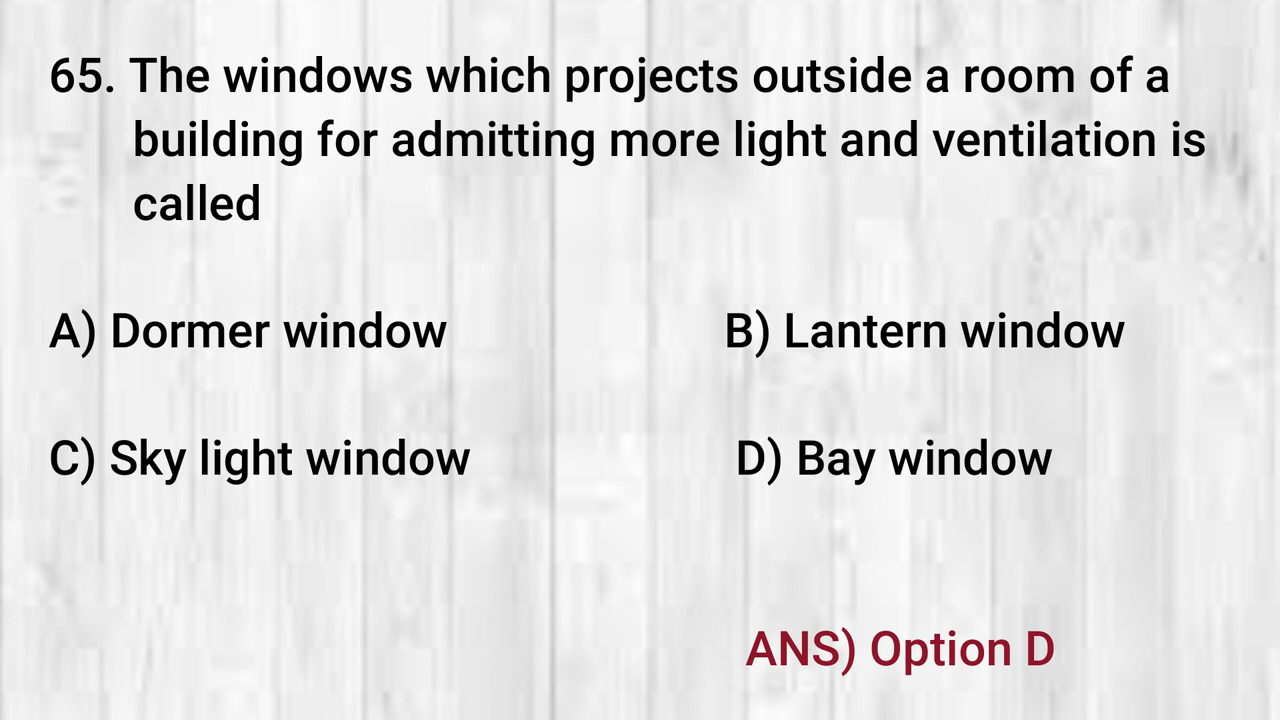 65. The windows which projects outside a room of a
building for admitting more light and ventilation is
called
A) Dormer window B) Lantern window
C) Sky light window D) Bay window
ANS) Option D